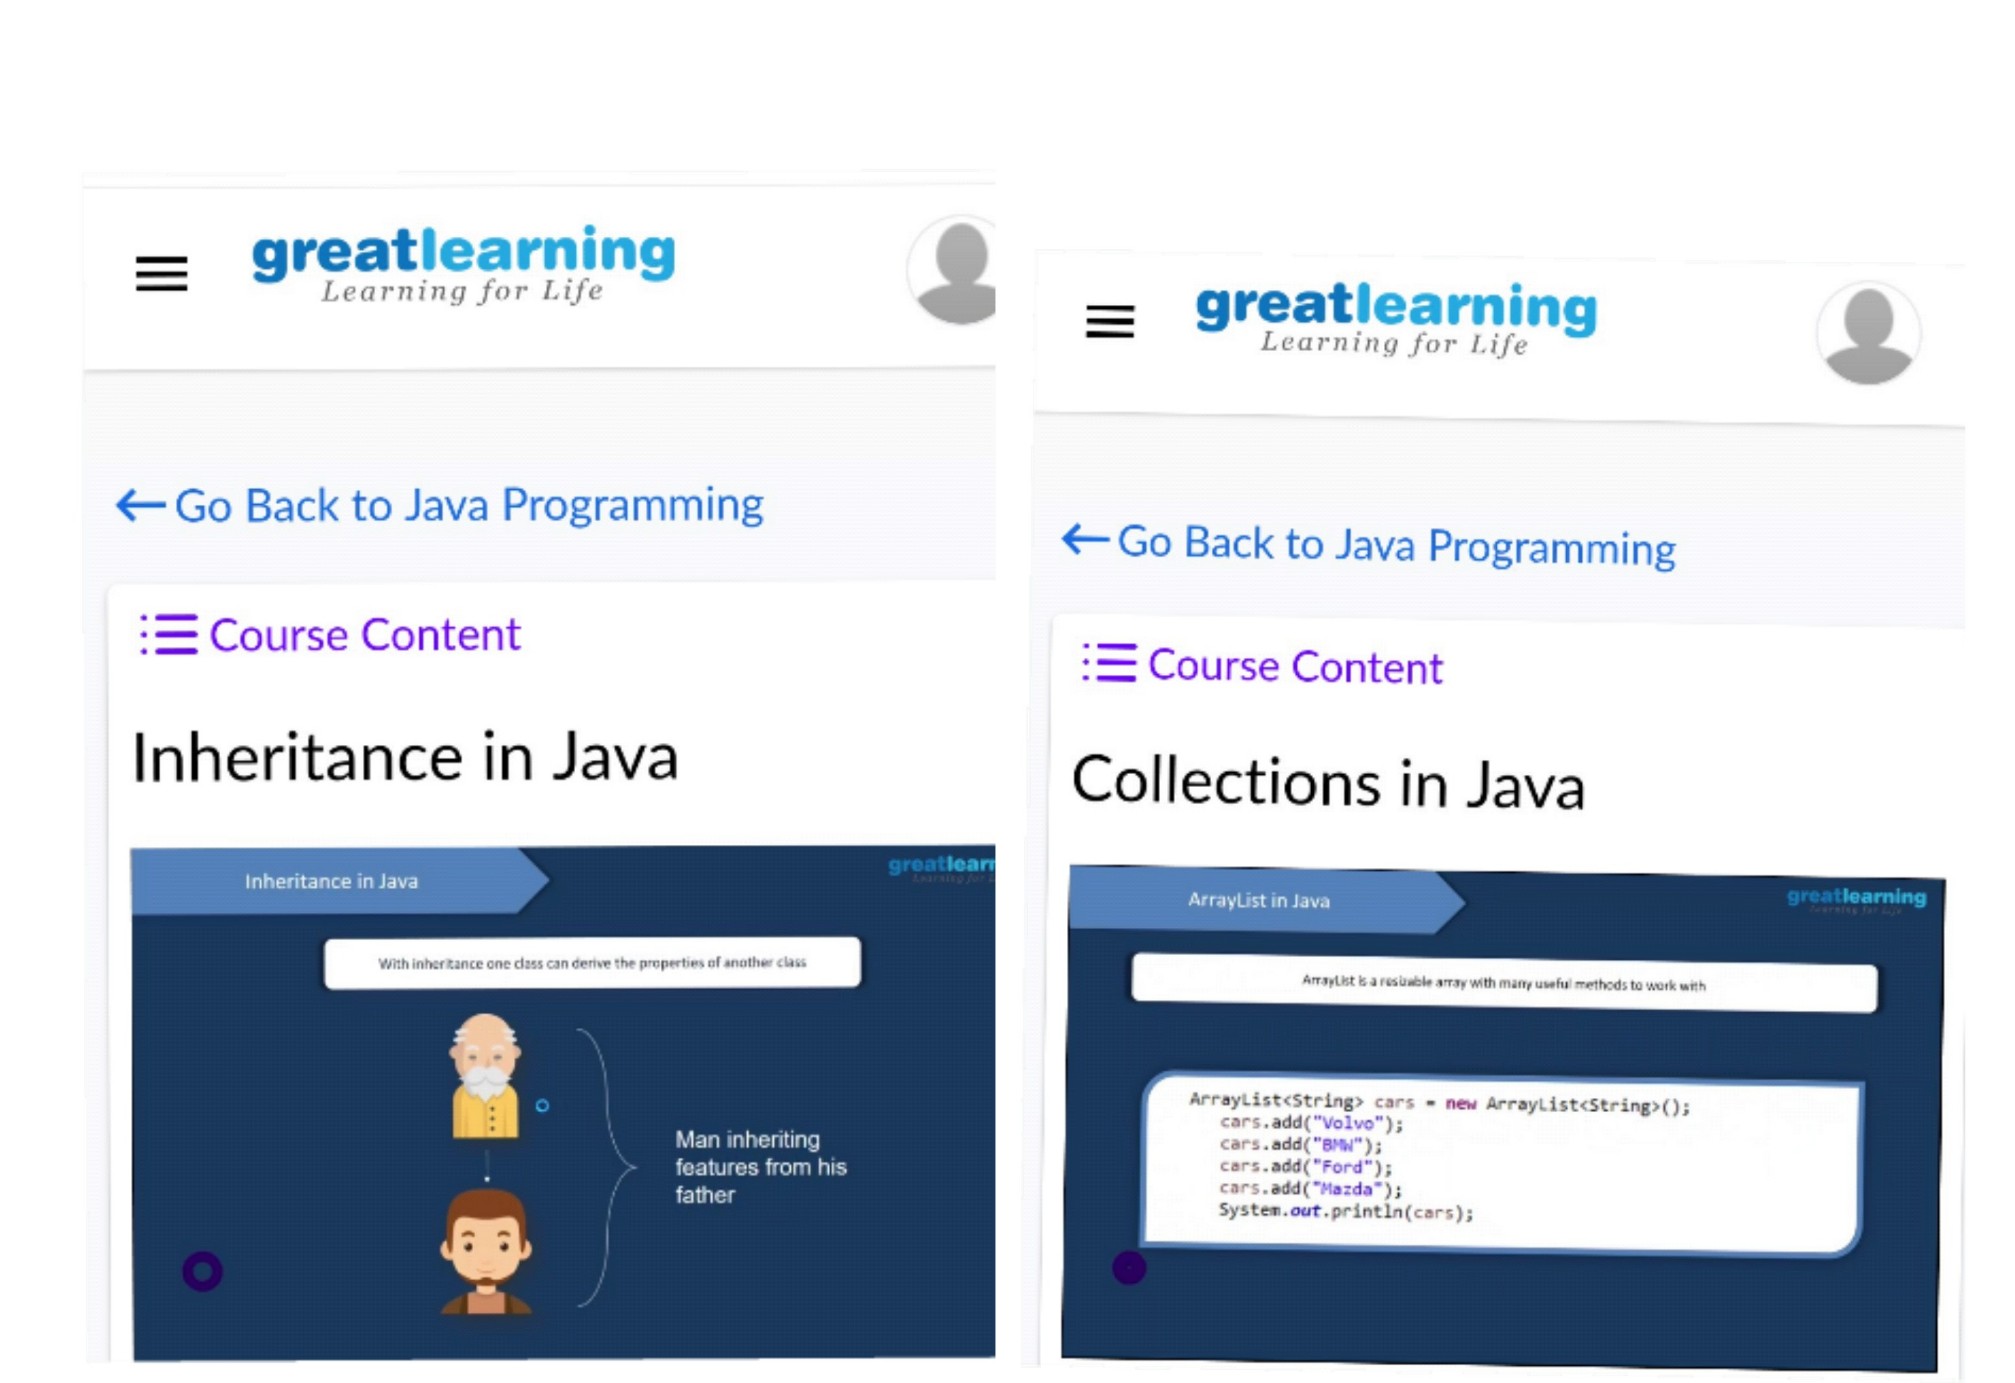 greatlearning
Learning for Life
Go Back to Java Programming
Course Content
Inheritance in Java
Inheritance in Java
greatlearn
With inheritance one class can derive the properties of another class
Man inheriting
features from his
father
greatlearning
Learning for Life
Go Back to Java Programming
Course Content
Collections in Java
ArrayList in Java
greatlearning
Learning for Life
ArrayList is a resizable array with many useful methods to work with
ArrayList<String> cars = new ArrayList<String>();
cars.add("Volvo");
cars.add("BMW");
cars.add("Ford");
cars.add("Mazda");
System.out.println(cars);